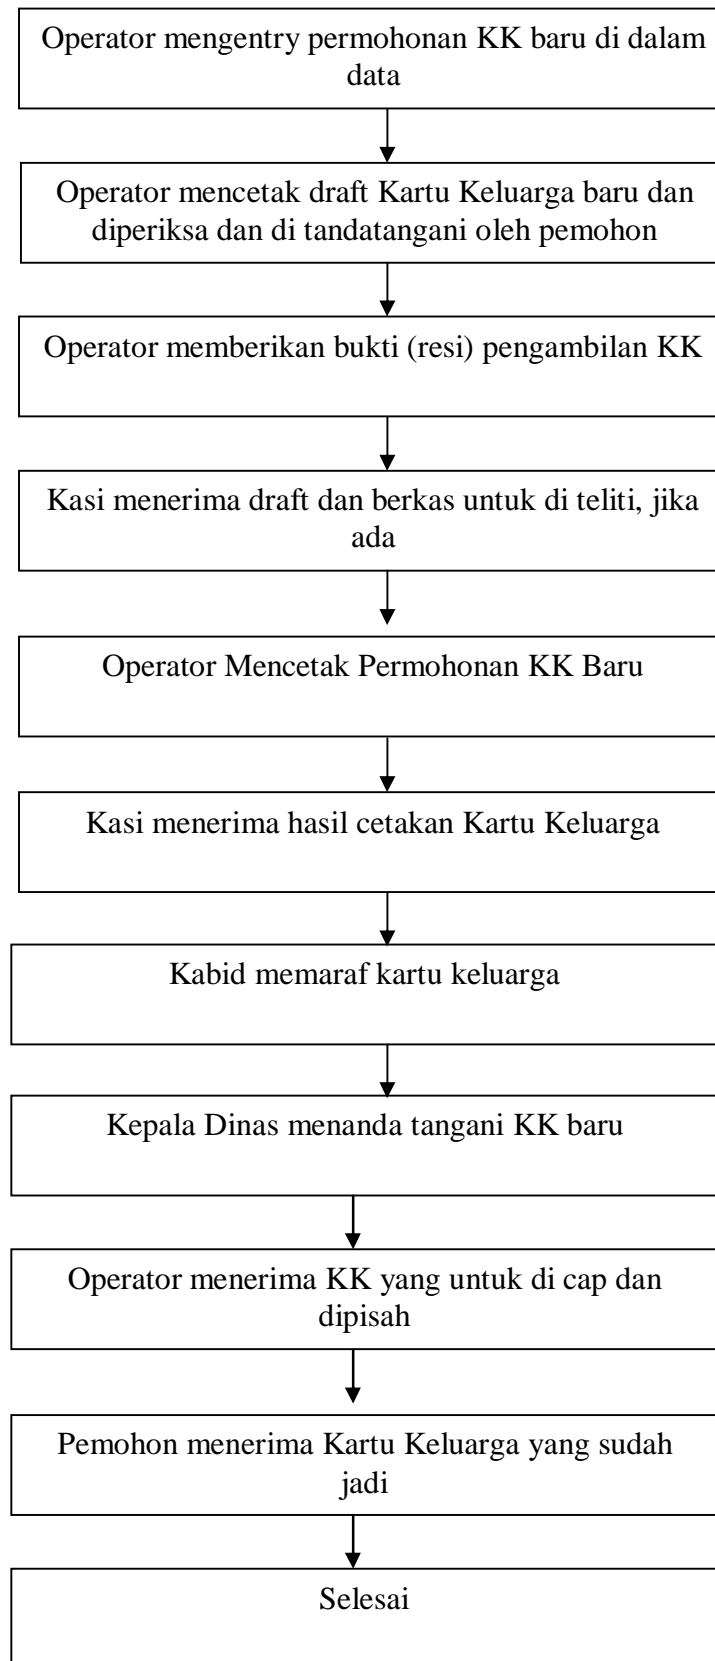 Operator mengentry permohonan KK baru di dalam
data
Operator mencetak draft Kartu Keluarga baru dan
diperiksa dan di tandatangani oleh pemohon
Operator memberikan bukti (resi) pengambilan KK
Kasi menerima draft dan berkas untuk di teliti, jika
ada
Operator Mencetak Permohonan KK Baru
Kasi menerima hasil cetakan Kartu Keluarga
Kabid memaraf kartu keluarga
Kepala Dinas menanda tangani KK baru
Operator menerima KK yang untuk di cap dan
dipisah
Pemohon menerima Kartu Keluarga yang sudah
jadi
Selesai